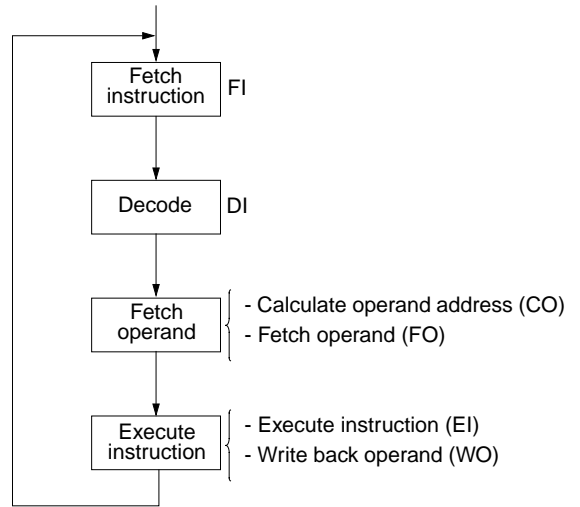 Fetch
instruction
FI
Decode
DI
Fetch
operand
- Calculate operand address (CO)
- Fetch operand (FO)
Execute
instruction
- Execute instruction (EI)
- Write back operand (WO)